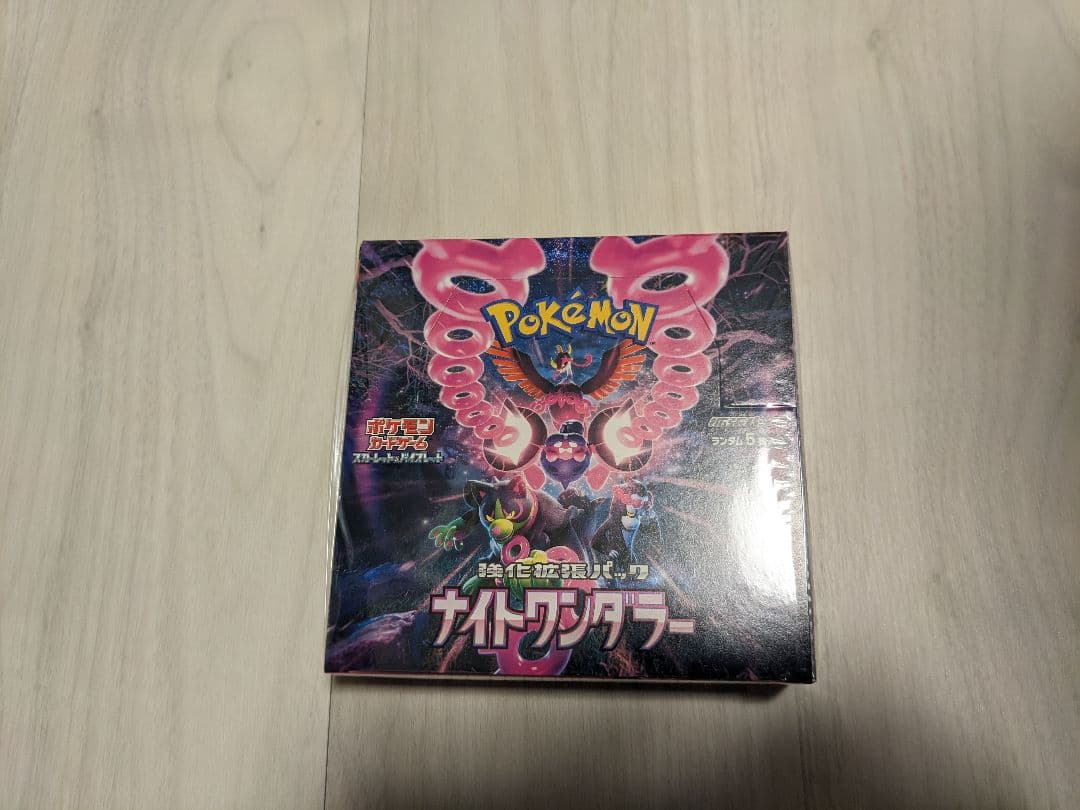 POKéMON
ポケモン
カードゲーム
スカーレット&バイオレット
ランダム5
強化拡張パック
ナイトワンダラー